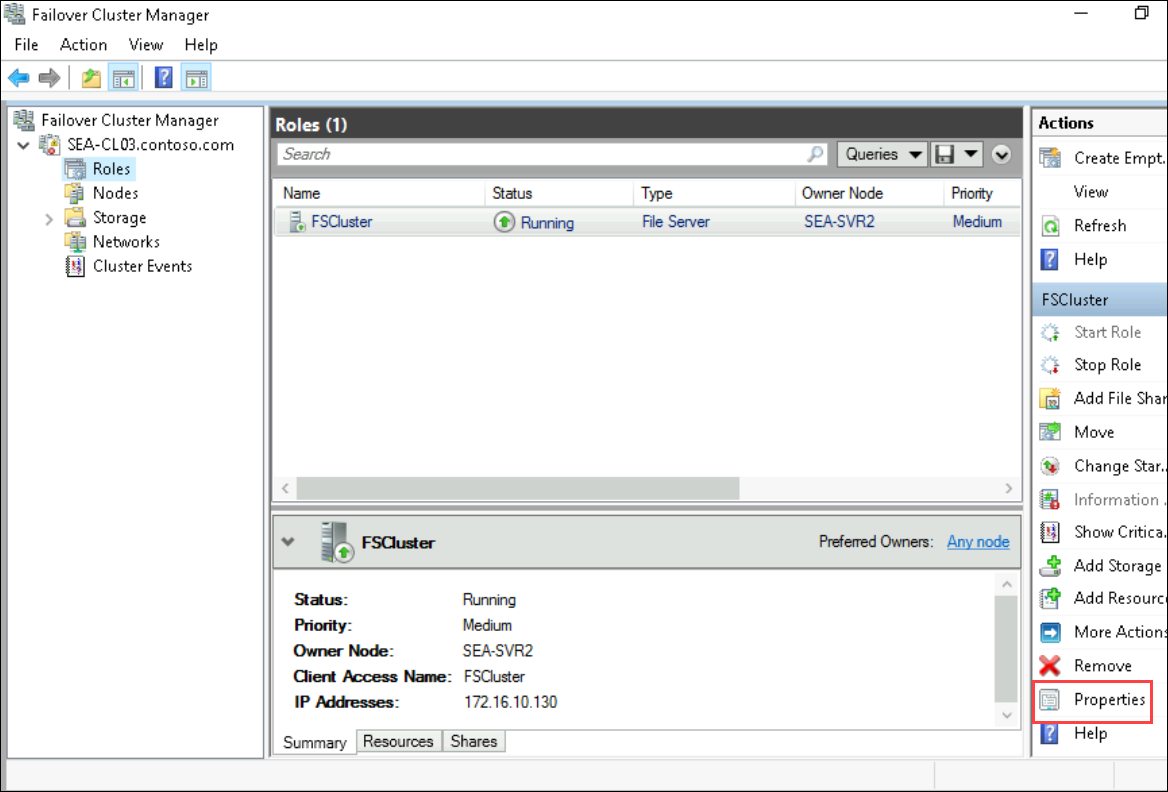 Failover Cluster Manager
File Action View Help
Failover Cluster Manager
SEA-CL03.contoso.com
Roles
Nodes
Storage
Networks
Cluster Events
Roles (1)
Search
Queries
Name Status Type Owner Node Priority
FSCluster Running File Server SEA-SVR2 Medium
FSCluster
Preferred Owners: Any node
Status: Running
Priority: Medium
Owner Node: SEA-SVR2
Client Access Name: FSCluster
IP Addresses: 172.16.10.130
Summary Resources Shares
Actions
Create Empt.
View
Refresh
Help
FSCluster
Start Role
Stop Role
Add File Shar
Move
Change Star..
Information .
Show Critica.
Add Storage
Add Resourc
More Actions
Remove
Properties
Help